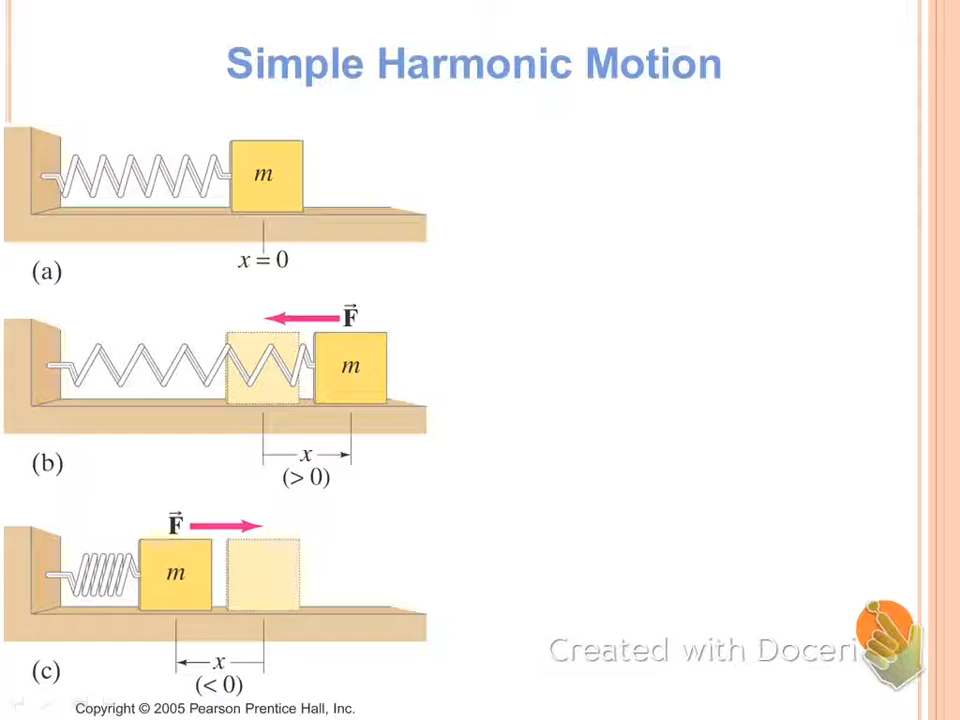 Simple Harmonic Motion
m
x = 0
(a)
F
m
x
(b)
(> 0)
F
m
x
(c)
(< 0)
Created with Doceri
Copyright © 2005 Pearson Prentice Hall, Inc.